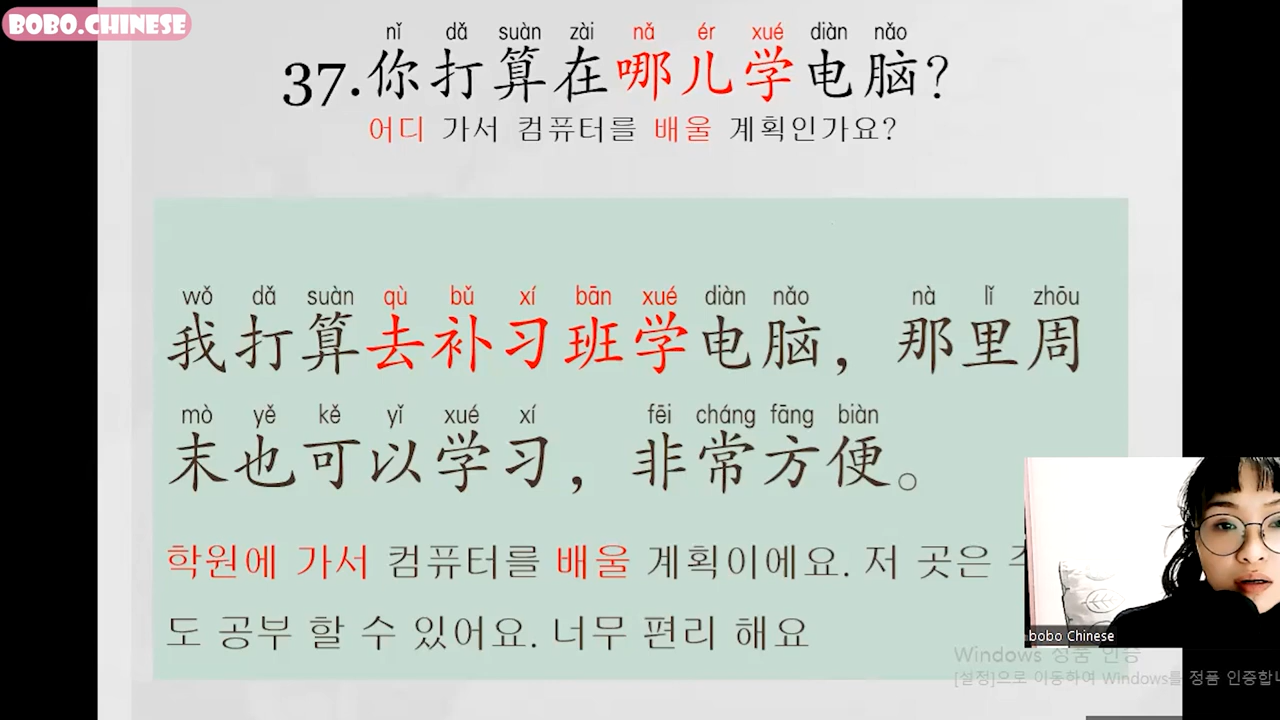 BOBO.CHINESE
nǐ dǎ suàn zài nǎ ér xué diàn nǎo
37.你打算在哪儿学电脑?
어디 가서 컴퓨터를 배울 계획인가요?
wǒ dǎ suàn qù bǔ xí bān xué diàn nǎo nà lǐ zhōu
我打算去补习班学电脑，那里周
mò yě kě yǐ xué xí fēi cháng fāng biàn
末也可以学习，非常方便。
학원에 가서 컴퓨터를 배울 계획이에요. 저 곳은
도 공부 할 수 있어요. 너무 편리 해요
bobo Chinese
Windows 정품 인증
[설정]으로 이동하여 Windows를 정품 인증합니